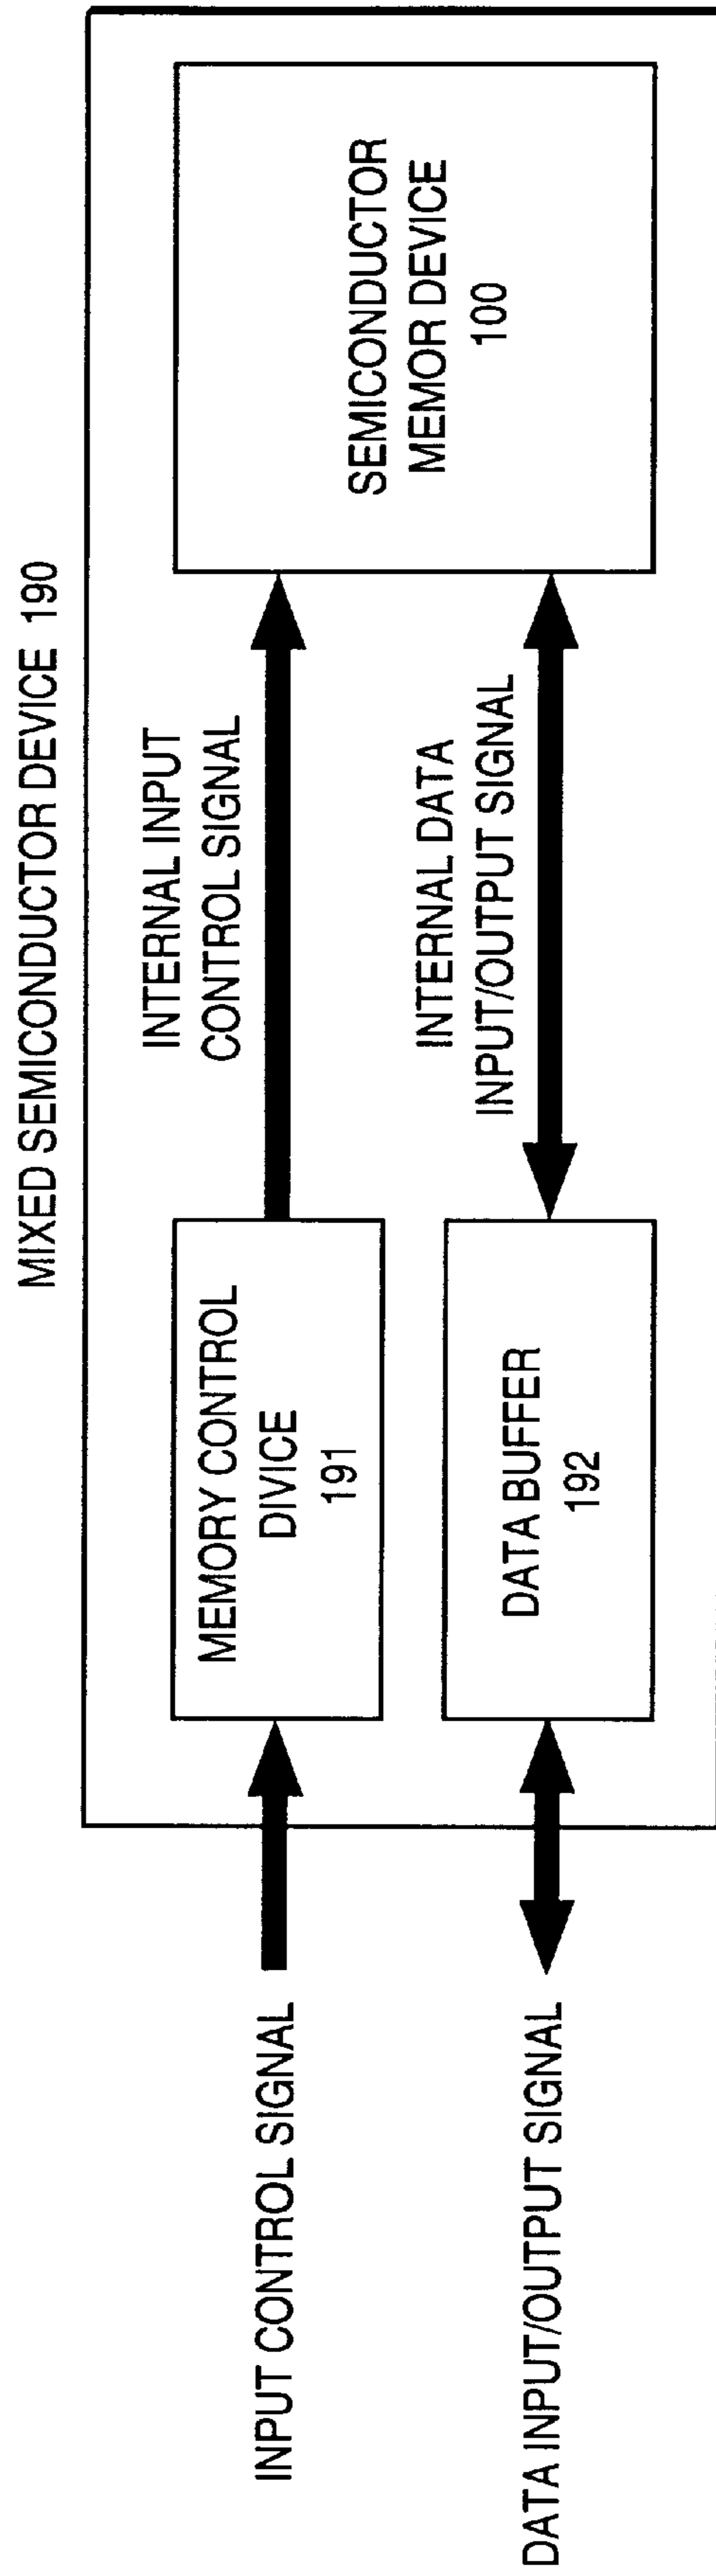 MIXED SEMICONDUCTOR DEVICE 190
INPUT CONTROL SIGNAL
MEMORY CONTROL
DIVICE
191
INTERNAL INPUT
CONTROL SIGNAL
SEMICONDUCTOR
MEMOR DEVICE
100
DATA INPUT/OUTPUT SIGNAL
DATA BUFFER
192
INTERNAL DATA
INPUT/OUTPUT SIGNAL